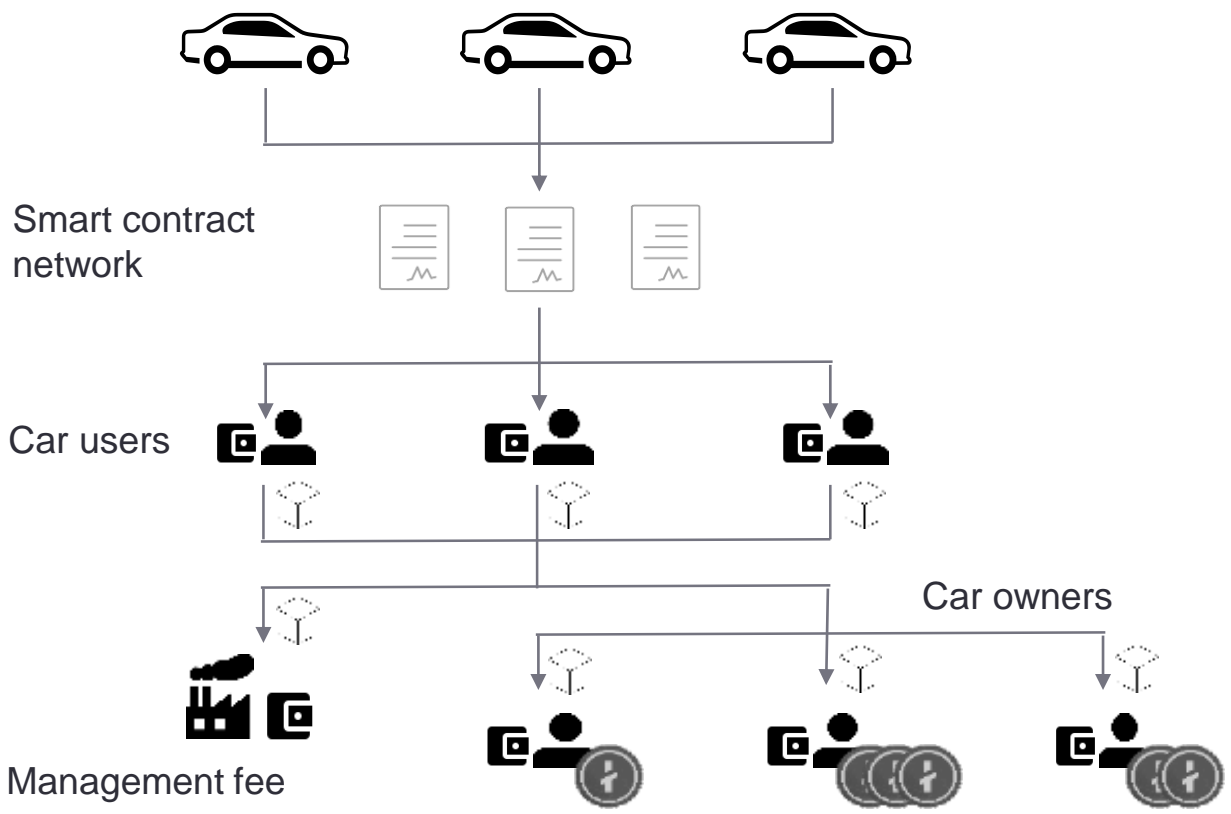 Smart contract
network
Car users
Car owners
Management fee